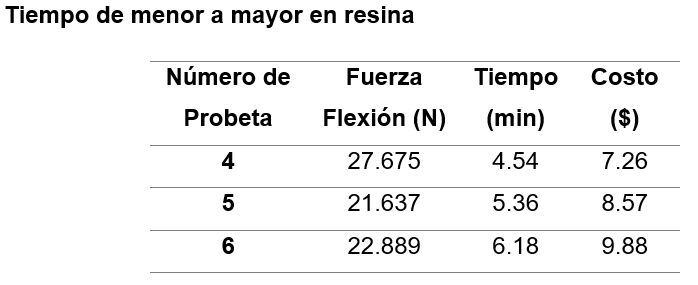 Tiempo de menor a mayor en resina
Número de Fuerza Tiempo Costo
Probeta Flexión (N) (min) ($)
4 27.675 4.54 7.26
5 21.637 5.36 8.57
6 22.889 6.18 9.88